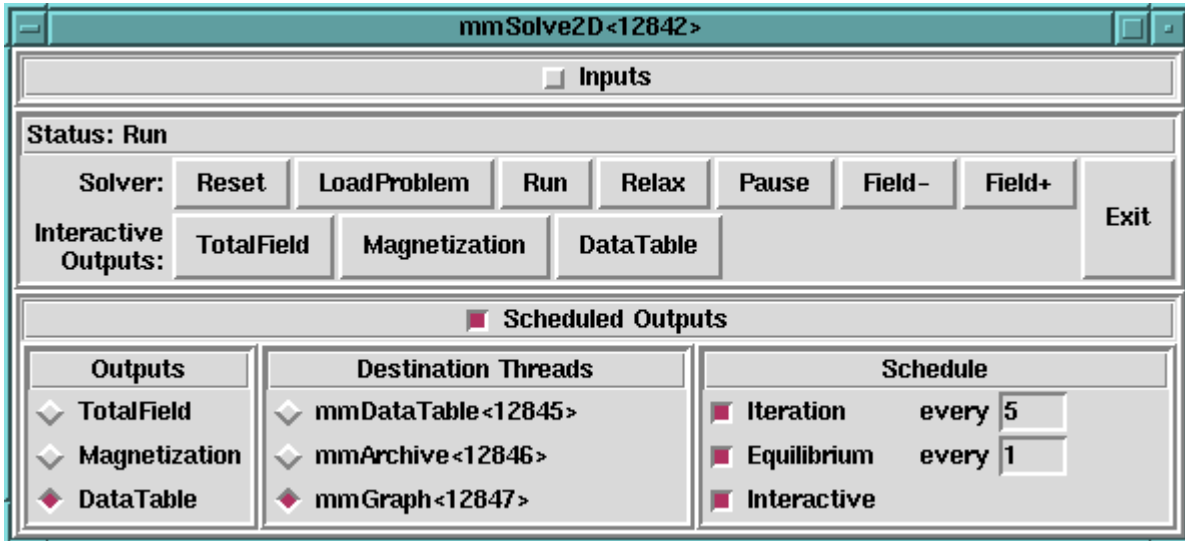 mmSolve2D<12842>
Inputs
Status: Run
Solver: Reset LoadProblem Run Relax Pause Field- Field+
Exit
Interactive
Outputs: TotalField Magnetization DataTable
Scheduled Outputs
Outputs Destination Threads Schedule
TotalField mmDataTable<12845> Iteration every 5
Magnetization mmArchive<12846> Equilibrium every 1
DataTable mmGraph<12847> Interactive